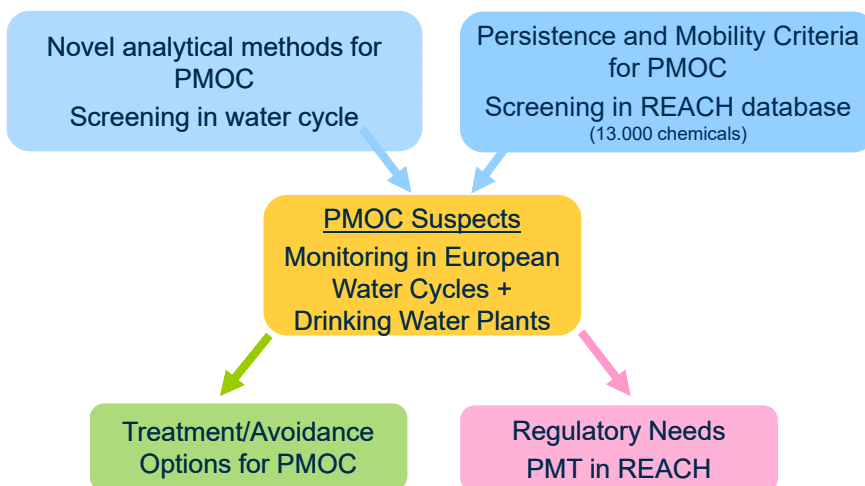 Novel analytical methods for
PMOC
Screening in water cycle
Persistence and Mobility Criteria
for PMOC
Screening in REACH database
(13.000 chemicals)
PMOC Suspects
Monitoring in European
Water Cycles +
Drinking Water Plants
Treatment/Avoidance
Options for PMOC
Regulatory Needs
PMT in REACH